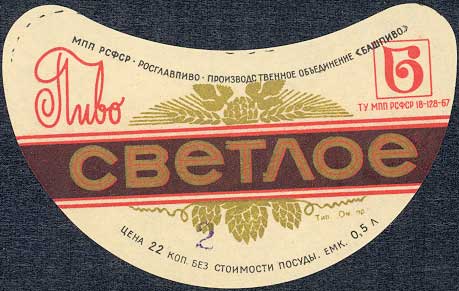 МПП РСФСР · РОСГЛАВПИВО · ПРОИЗВОДСТВЕННОЕ ОБЪЕДИНЕНИЕ «БАШПИВО»
Пиво
Б
ТУ МПП РСФСР 18-128-67
СВЕТЛОЕ
2
Тип.
ЦЕНА 22 КОП. БЕЗ СТОИМОСТИ ПОСУДЫ. ЕМК. 0,5 Л